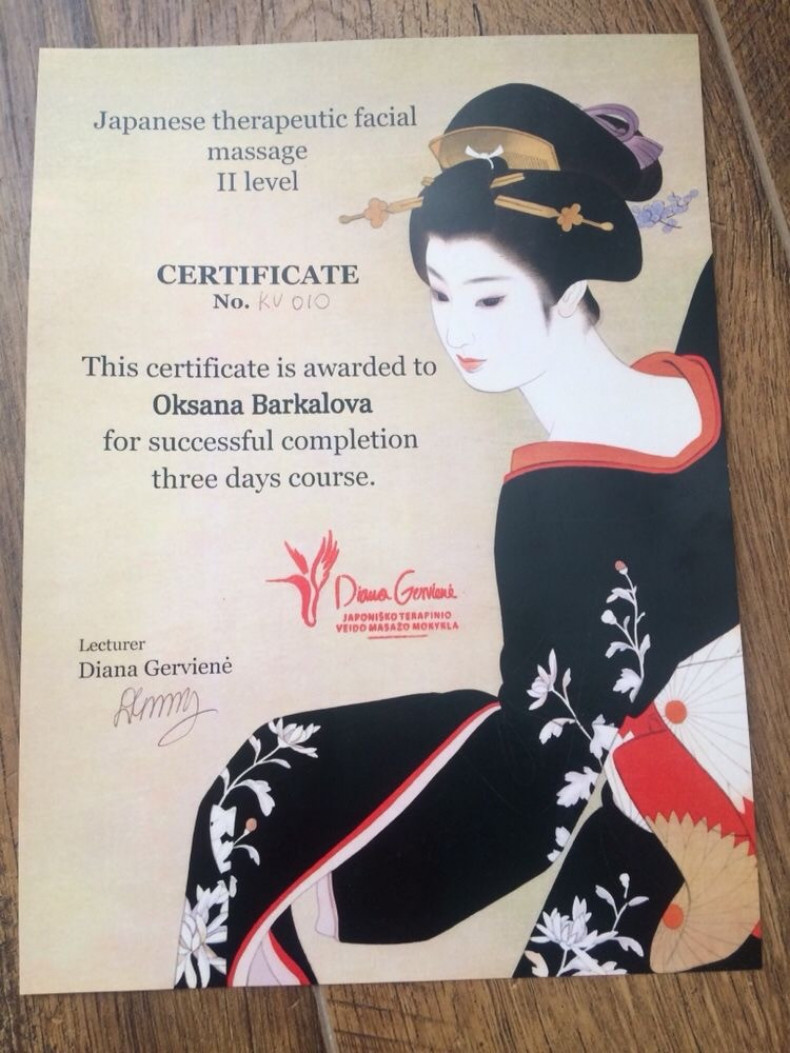 Japanese therapeutic facial
massage
II level
CERTIFICATE
No. KV 010
This certificate is awarded to
Oksana Barkalova
for successful completion
three days course.
Diana Gervienė
JAPONIŠKO TERAPINIO
VEIDO MASAŽO MOKYKLA
Lecturer
Diana Gervienė